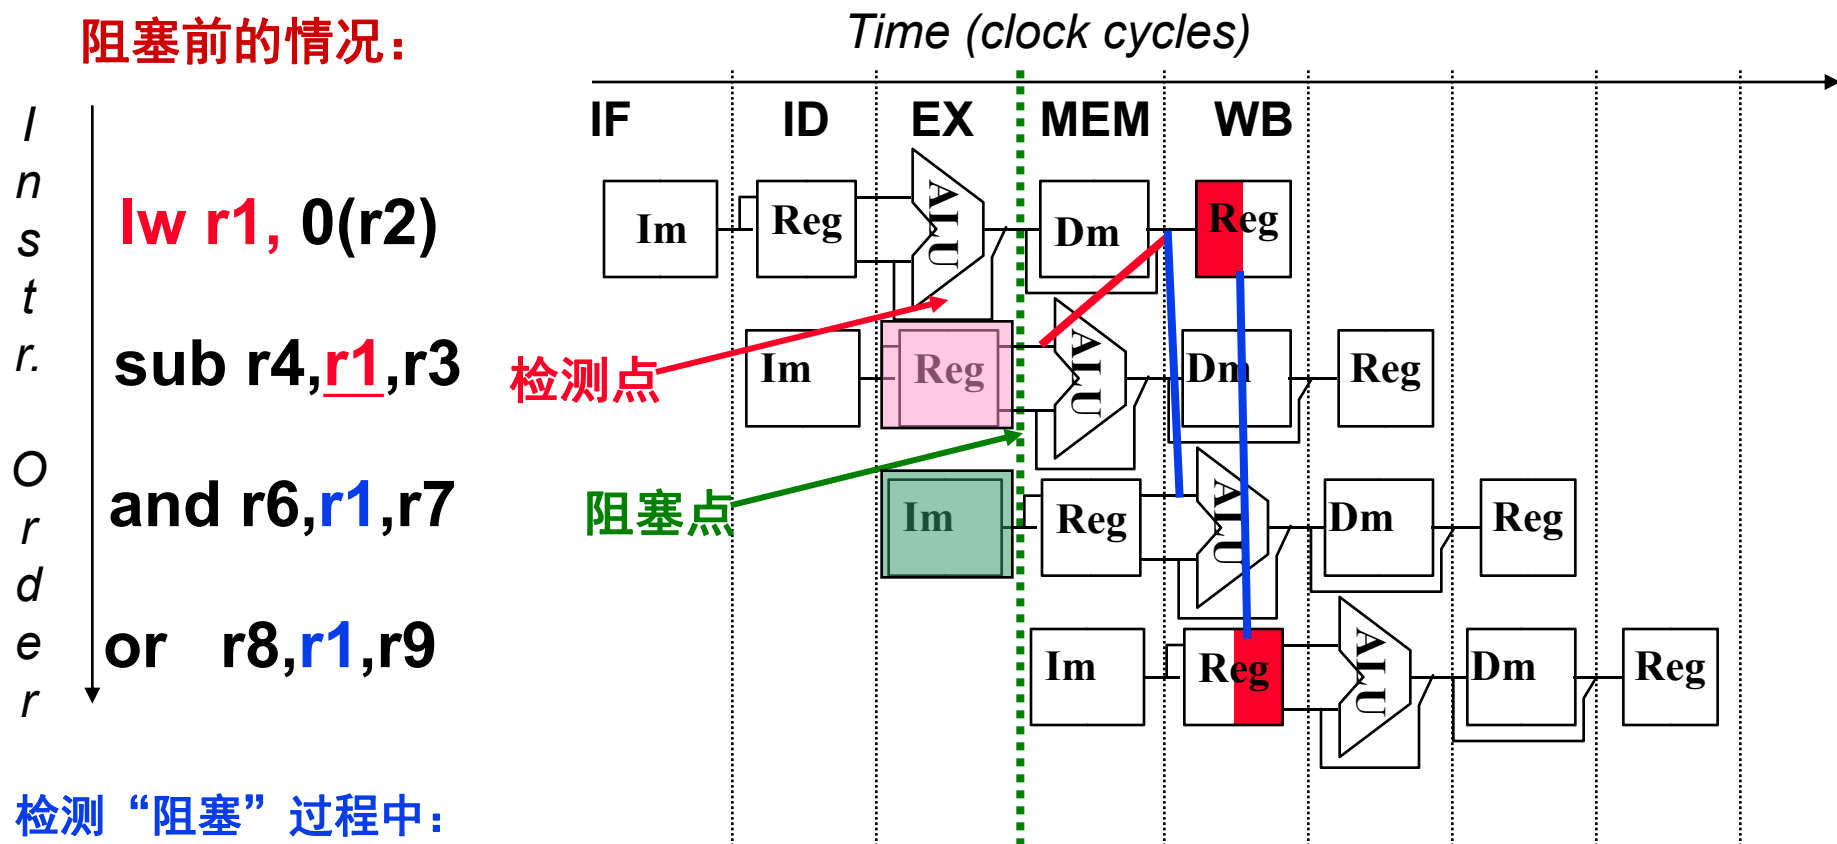 阻塞前的情况：
Time (clock cycles)
Instr. Order
IF ID EX MEM WB
lw r1, 0(r2)
Im Reg ALU Dm Reg
sub r4,r1,r3
检测点
Im Reg ALU Dm Reg
and r6,r1,r7
阻塞点
Im Reg ALU Dm Reg
or r8,r1,r9
Im Reg ALU Dm Reg
检测“阻塞”过程中：